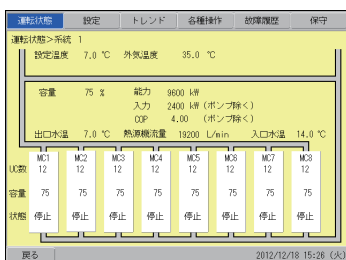 運転状態 設定 トレンド 各種操作 故障履歴 保守
運転状態>系統 1
設定温度 7.0 ℃ 外気温度 35.0 ℃
容量 75 % 能力 9600 kW
入力 2400 kW (ポンプ除く)
COP 4.00 (ポンプ除く)
出口水温 7.0 ℃ 熱源機流量 19200 L/min 入口水温 14.0 ℃
MC1 MC2 MC3 MC4 MC5 MC6 MC7 MC8
UC数 12 12 12 12 12 12 12 12
容量 75 75 75 75 75 75 75 75
状態 停止 停止 停止 停止 停止 停止 停止 停止
戻る 2012/12/18 15:26 (火)